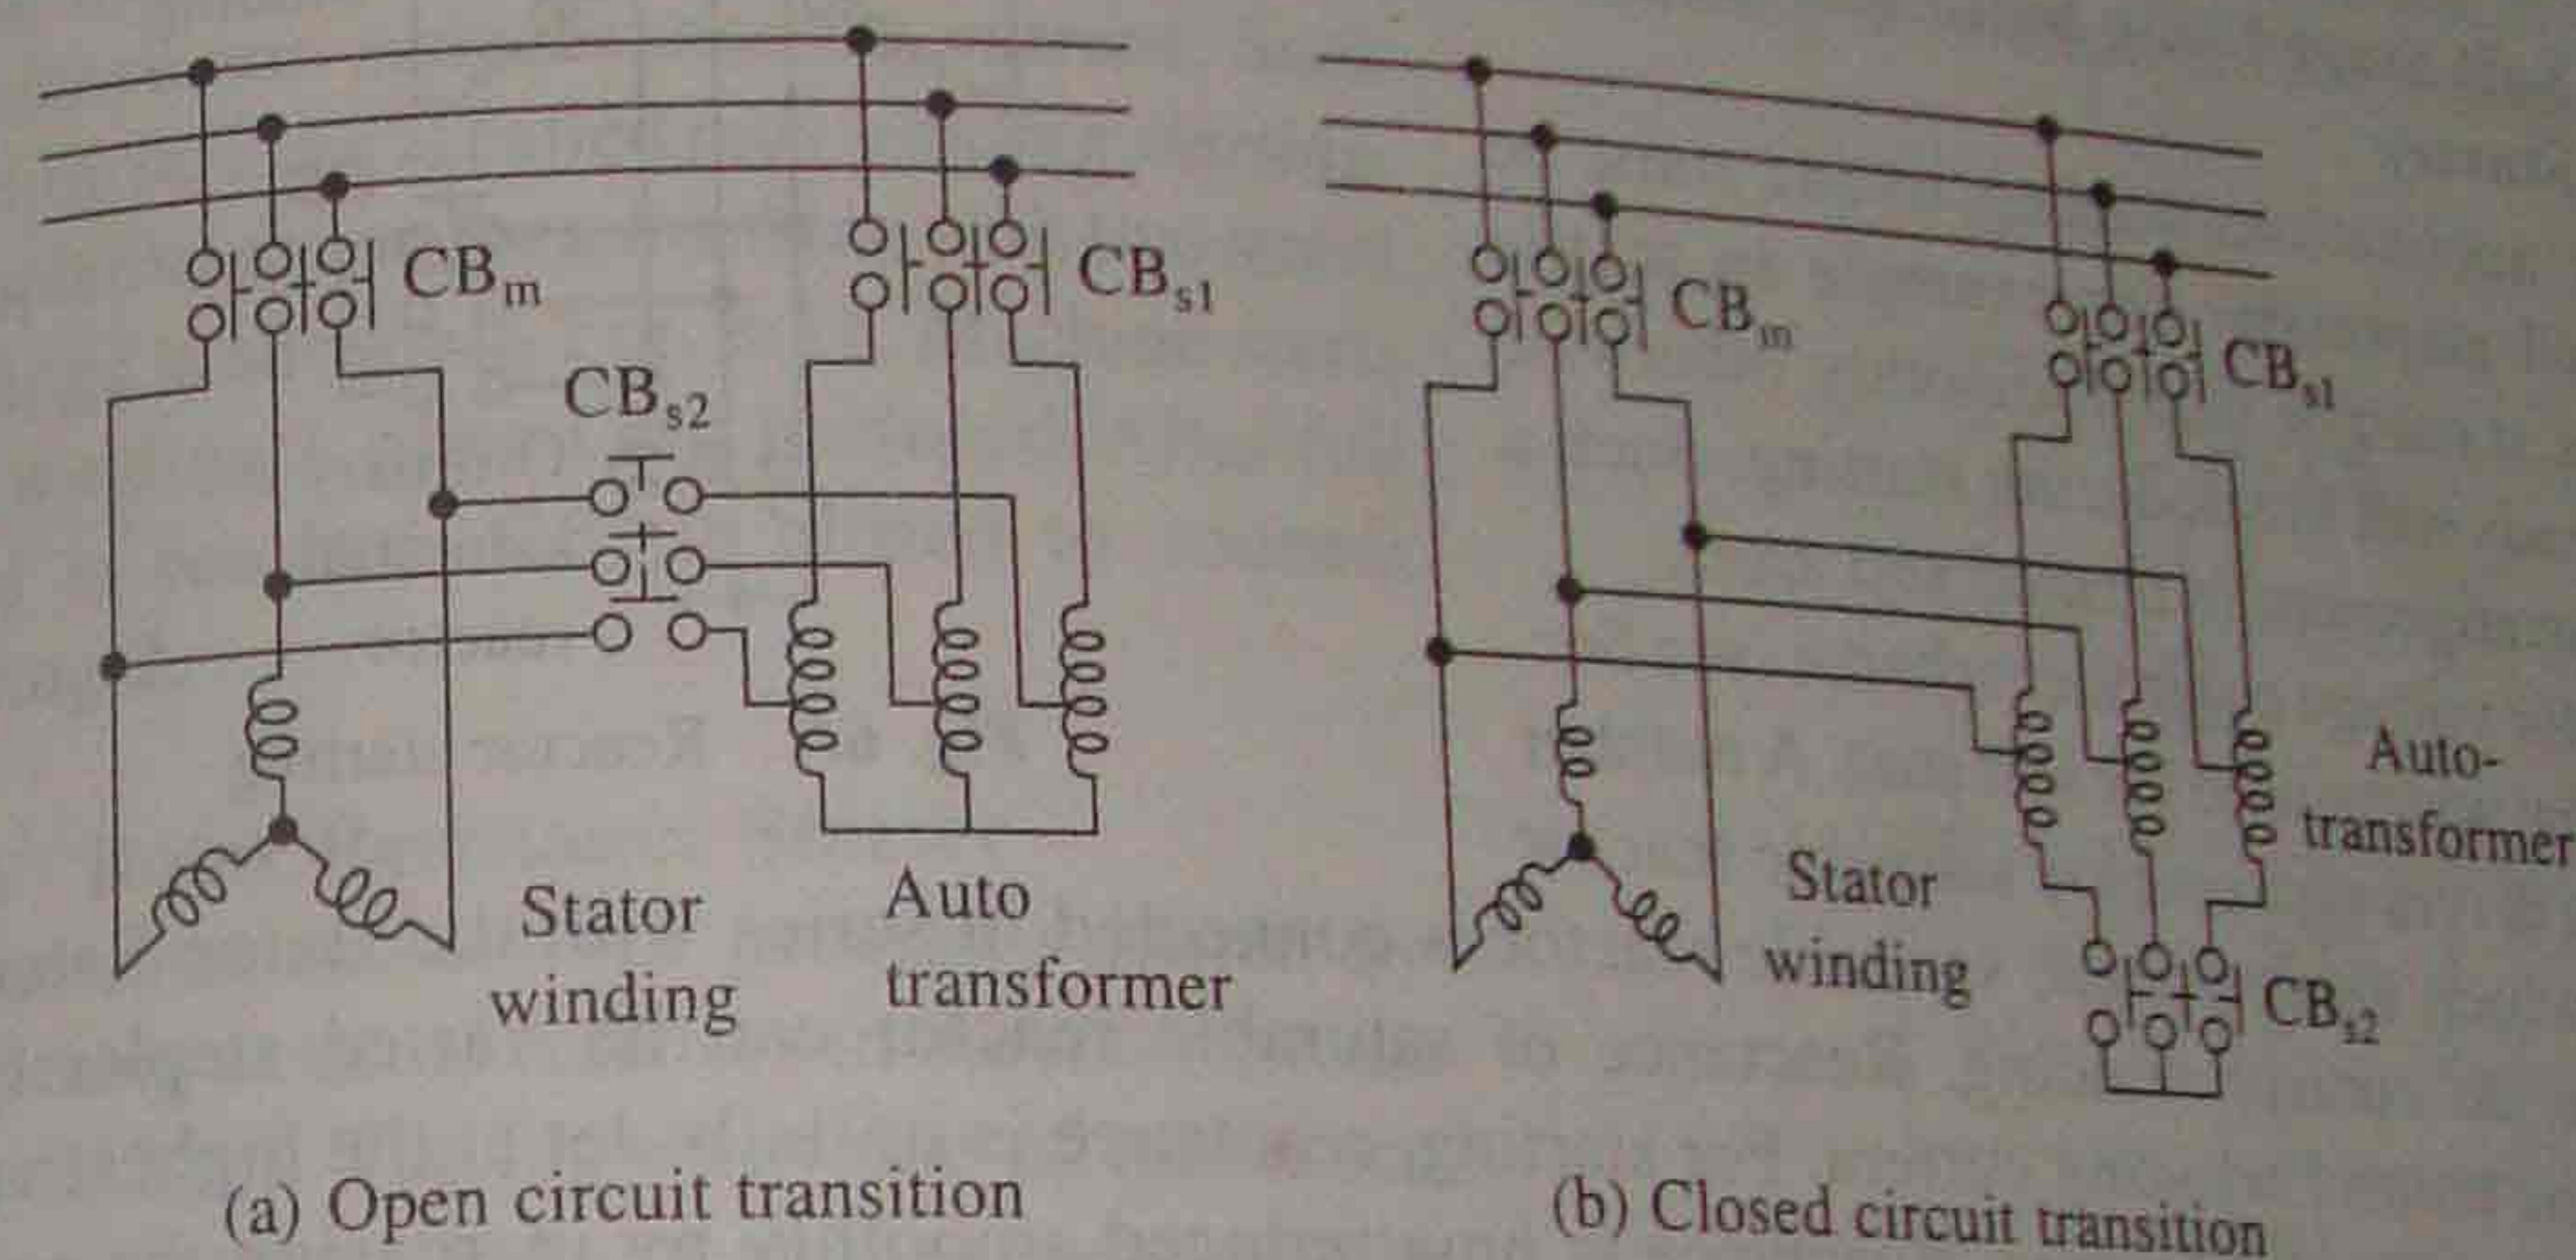 CBm
CBs1
CBs2
Stator
winding
Auto
transformer
(a) Open circuit transition
CBm
CBs1
Auto-
transformer
Stator
winding
CBs2
(b) Closed circuit transition